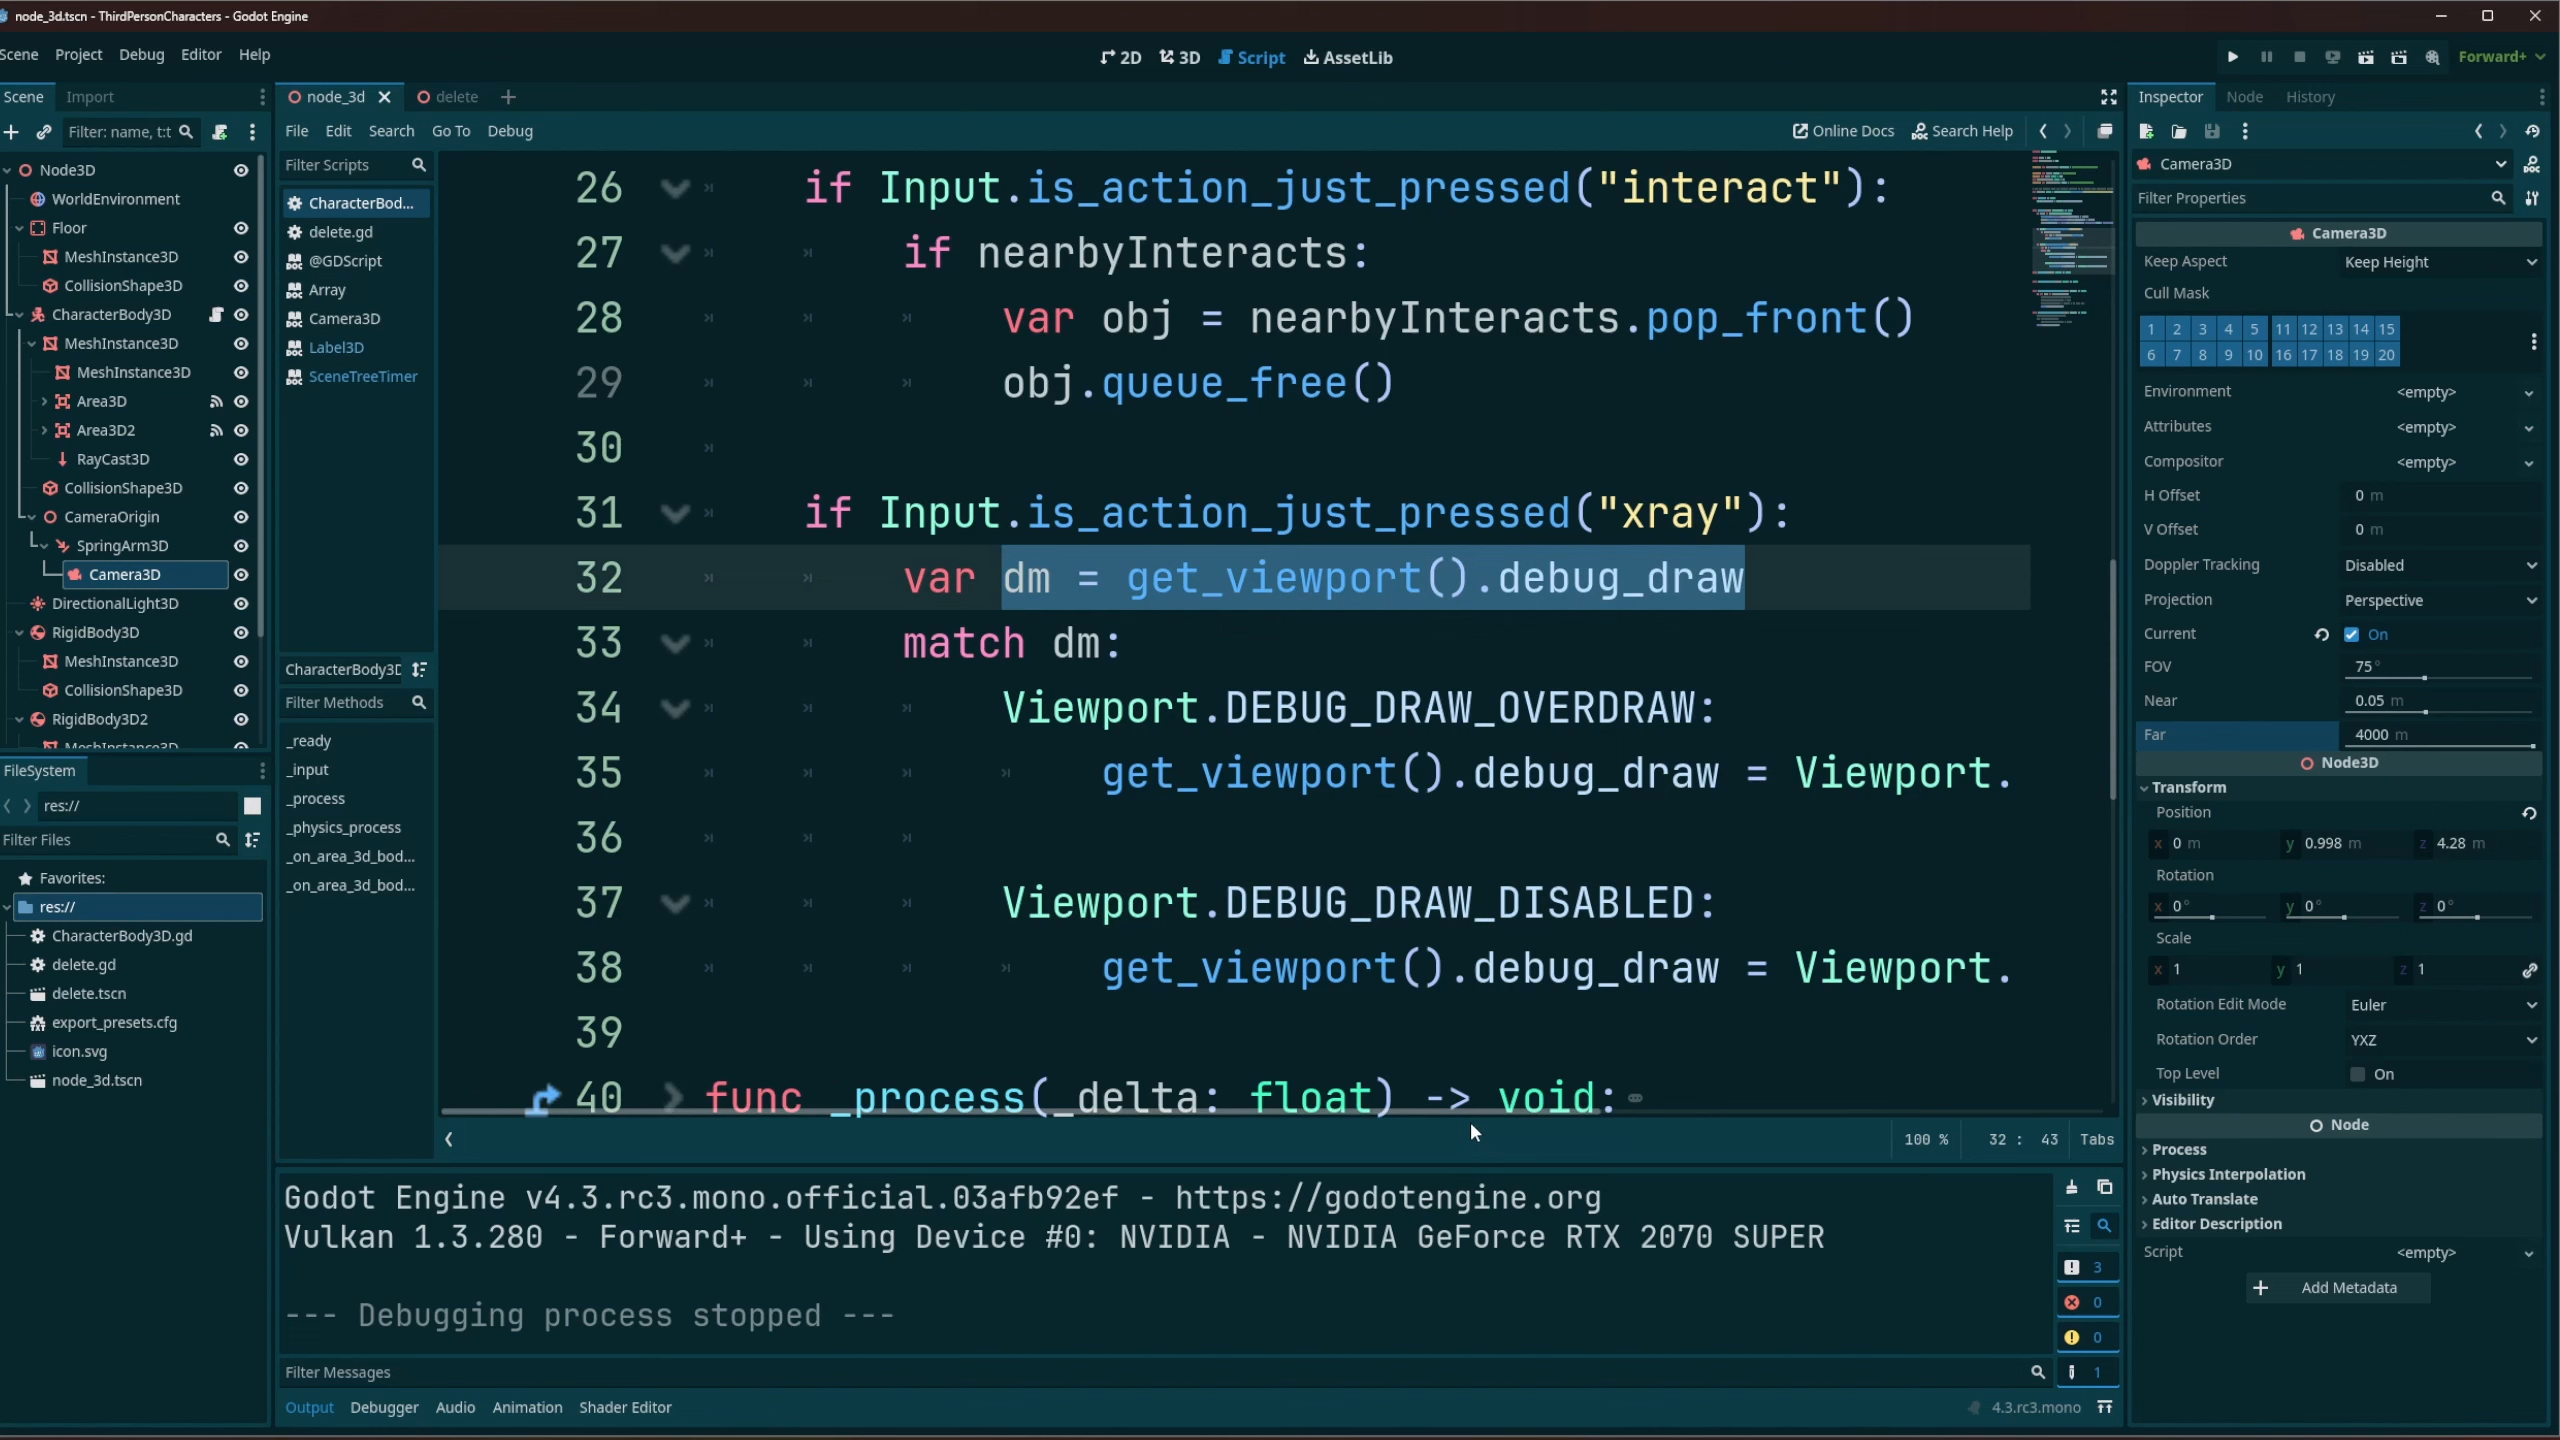 node_3d.tscn - ThirdPersonCharacters - Godot Engine
Scene Project Debug Editor Help
2D 3D Script AssetLib
Forward+
Scene Import
Filter: name, t:t
Node3D
WorldEnvironment
Floor
MeshInstance3D
CollisionShape3D
CharacterBody3D
MeshInstance3D
MeshInstance3D
Area3D
Area3D2
RayCast3D
CollisionShape3D
CameraOrigin
SpringArm3D
Camera3D
DirectionalLight3D
RigidBody3D
MeshInstance3D
CollisionShape3D
RigidBody3D2
MeshInstance3D
FileSystem
res://
Filter Files
Favorites:
res://
CharacterBody3D.gd
delete.gd
delete.tscn
export_presets.cfg
icon.svg
node_3d.tscn
node_3d delete
File Edit Search Go To Debug
Online Docs Search Help
Filter Scripts
CharacterBod...
delete.gd
@GDScript
Array
Camera3D
Label3D
SceneTreeTimer
CharacterBody3D
Filter Methods
_ready
_input
_process
_physics_process
_on_area_3d_bod...
_on_area_3d_bod...
26 if Input.is_action_just_pressed("interact"):
27 if nearbyInteracts:
28 var obj = nearbyInteracts.pop_front()
29 obj.queue_free()
30
31 if Input.is_action_just_pressed("xray"):
32 var dm = get_viewport().debug_draw
33 match dm:
34 Viewport.DEBUG_DRAW_OVERDRAW:
35 get_viewport().debug_draw = Viewport.
36
37 Viewport.DEBUG_DRAW_DISABLED:
38 get_viewport().debug_draw = Viewport.
39
40 func _process(_delta: float) -> void:
100 % 32 : 43 Tabs
Godot Engine v4.3.rc3.mono.official.03afb92ef - https://godotengine.org
Vulkan 1.3.280 - Forward+ - Using Device #0: NVIDIA - NVIDIA GeForce RTX 2070 SUPER
--- Debugging process stopped ---
3
0
0
1
Filter Messages
Output Debugger Audio Animation Shader Editor
4.3.rc3.mono
Inspector Node History
Camera3D
Filter Properties
Camera3D
Keep Aspect Keep Height
Cull Mask
1 2 3 4 5 11 12 13 14 15
6 7 8 9 10 16 17 18 19 20
Environment <empty>
Attributes <empty>
Compositor <empty>
H Offset 0 m
V Offset 0 m
Doppler Tracking Disabled
Projection Perspective
Current On
FOV 75°
Near 0.05 m
Far 4000 m
Node3D
Transform
Position
x 0 m y 0.998 m z 4.28 m
Rotation
x 0° y 0° z 0°
Scale
x 1 y 1 z 1
Rotation Edit Mode Euler
Rotation Order YXZ
Top Level On
Visibility
Node
Process
Physics Interpolation
Auto Translate
Editor Description
Script <empty>
Add Metadata